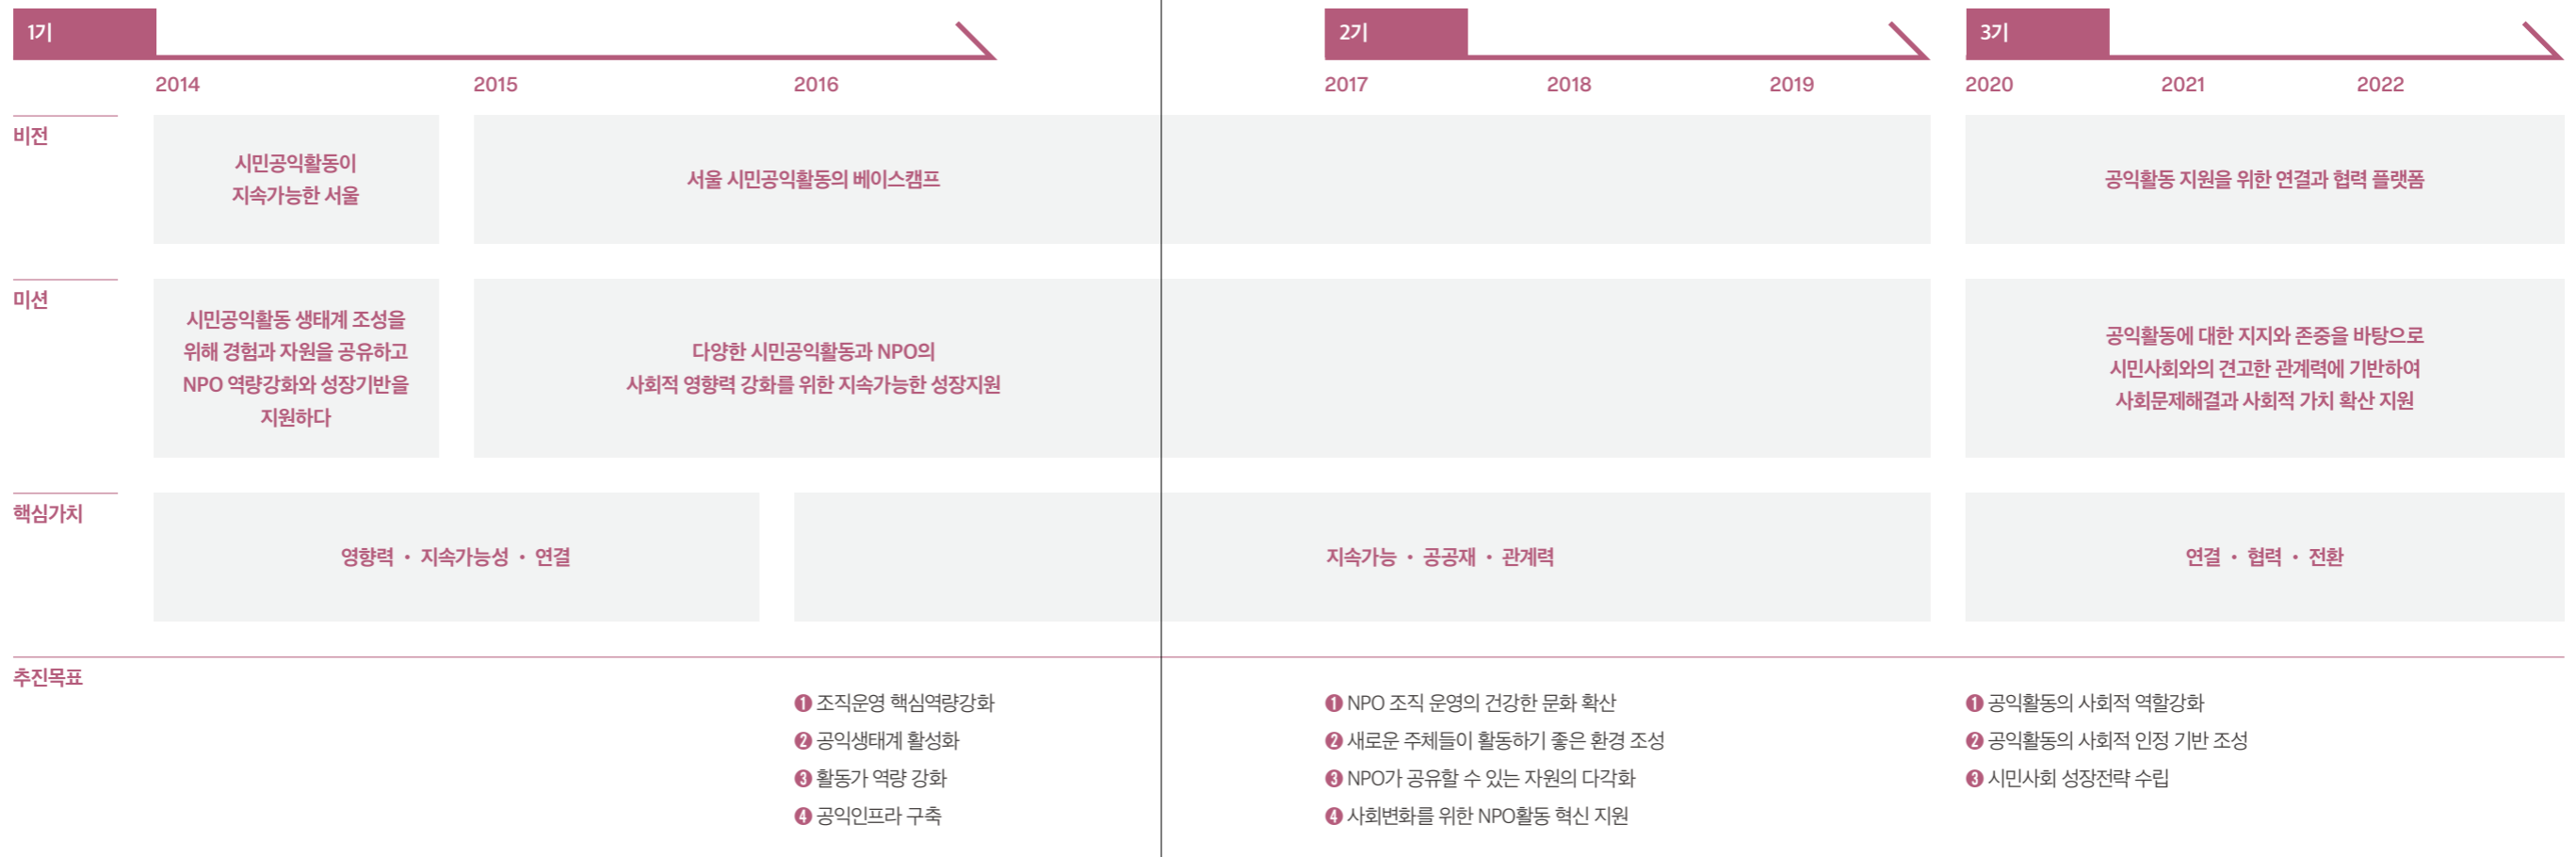 1기
2기
3기
2014
2015
2016
2017
2018
2019
2020
2021
2022
비전
시민공익활동이
지속가능한 서울
서울 시민공익활동의 베이스캠프
공익활동 지원을 위한 연결과 협력 플랫폼
미션
시민공익활동 생태계 조성을
위해 경험과 자원을 공유하고
NPO 역량강화와 성장기반을
지원하다
다양한 시민공익활동과 NPO의
사회적 영향력 강화를 위한 지속가능한 성장지원
공익활동에 대한 지지와 존중을 바탕으로
시민사회와의 견고한 관계력에 기반하여
사회문제해결과 사회적 가치 확산 지원
핵심가치
영향력 • 지속가능성 • 연결
지속가능 • 공공재 • 관계력
연결 • 협력 • 전환
추진목표
❶ 조직운영 핵심역량강화
❷ 공익생태계 활성화
❸ 활동가 역량 강화
❹ 공익인프라 구축
❶ NPO 조직 운영의 건강한 문화 확산
❷ 새로운 주체들이 활동하기 좋은 환경 조성
❸ NPO가 공유할 수 있는 자원의 다각화
❹ 사회변화를 위한 NPO활동 혁신 지원
❶ 공익활동의 사회적 역할강화
❷ 공익활동의 사회적 인정 기반 조성
❸ 시민사회 성장전략 수립